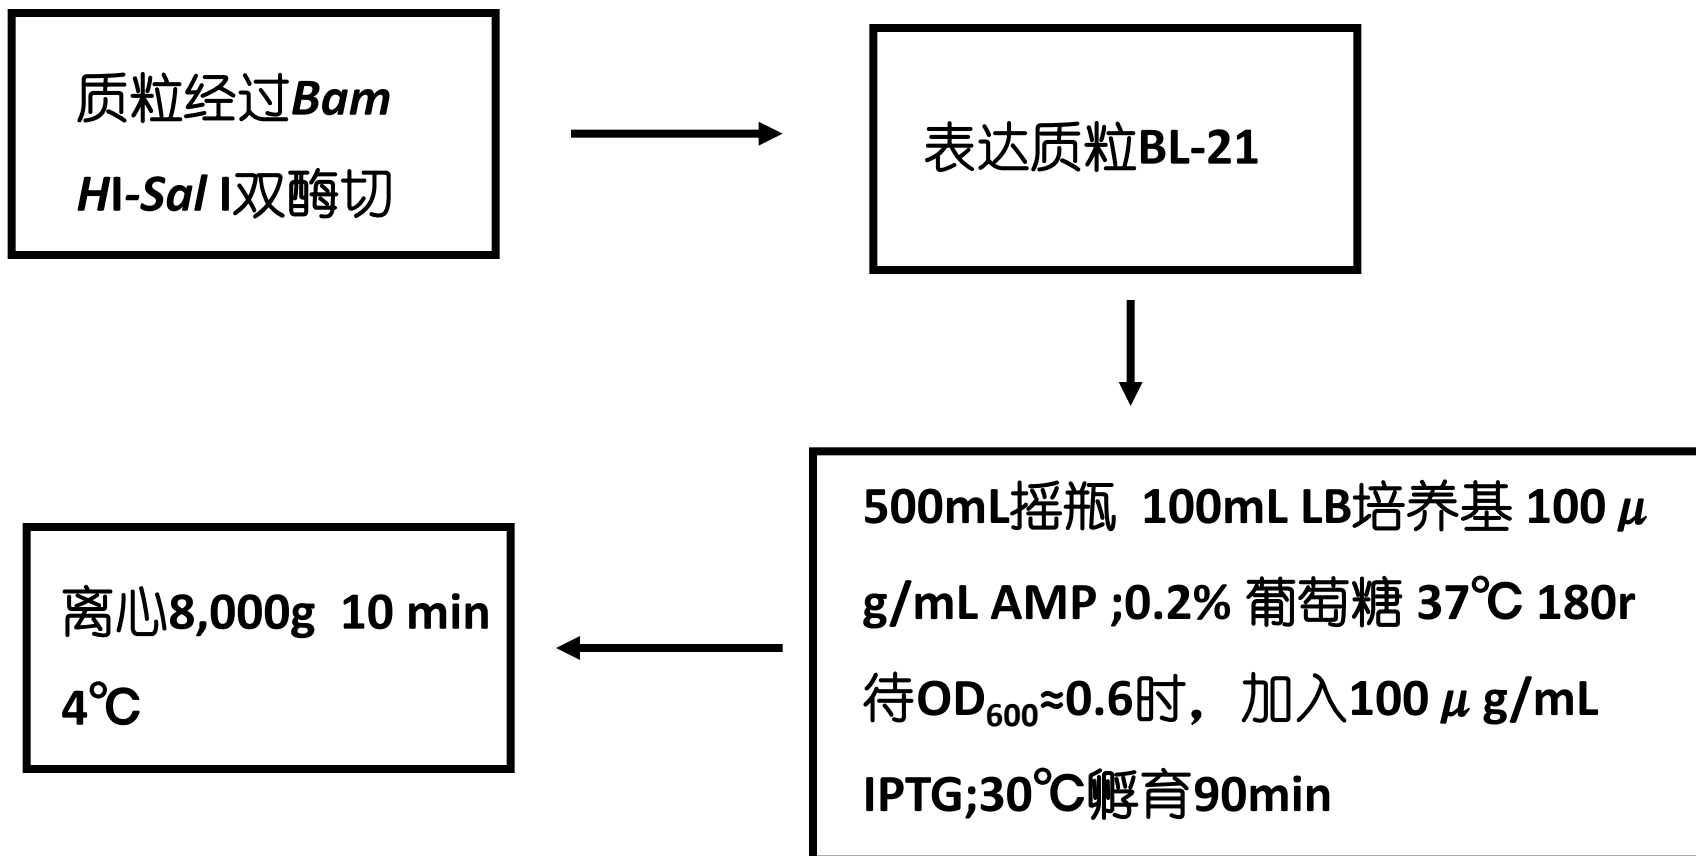 质粒经过Bam
HI-Sal I双酶切
表达质粒BL-21
500mL摇瓶 100mL LB培养基 100 μ
g/mL AMP ;0.2% 葡萄糖 37℃ 180r
待OD₆₀₀≈0.6时，加入100 μ g/mL
IPTG;30℃孵育90min
离心8,000g 10 min
4℃